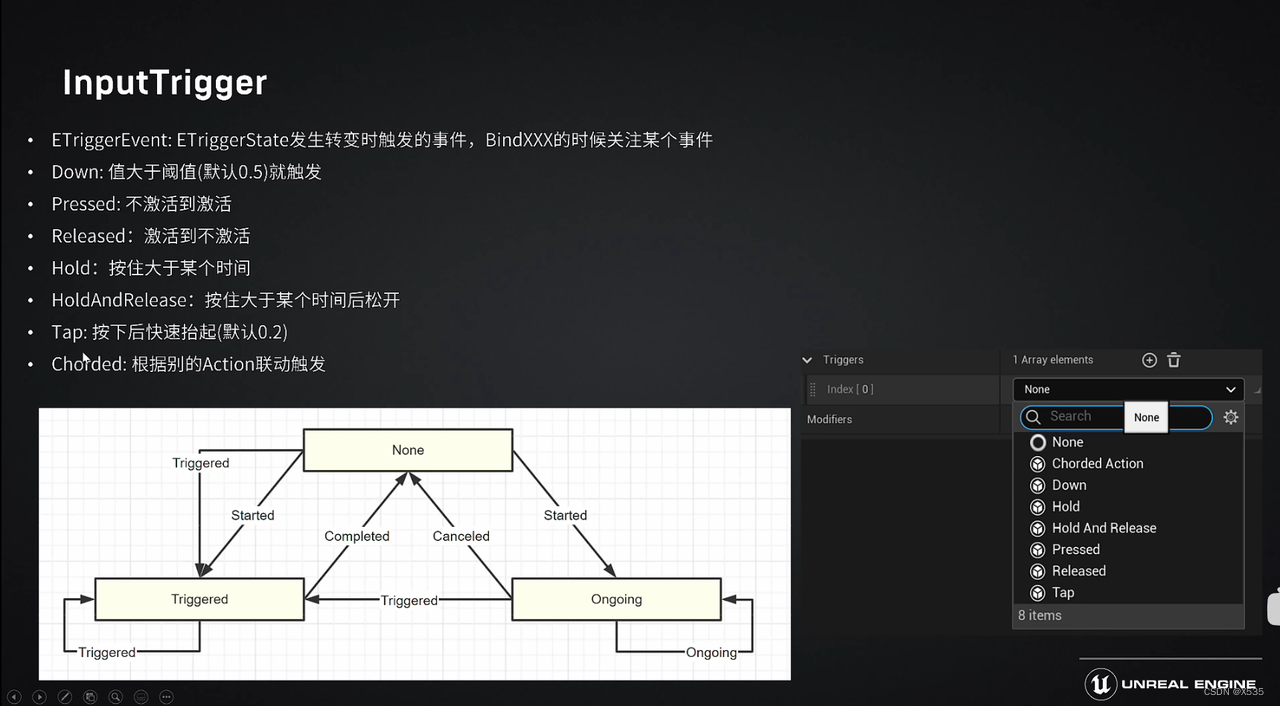 InputTrigger
• ETriggerEvent: ETriggerState发生转变时触发的事件，BindXXX的时候关注某个事件
• Down: 值大于阈值(默认0.5)就触发
• Pressed: 不激活到激活
• Released：激活到不激活
• Hold：按住大于某个时间
• HoldAndRelease：按住大于某个时间后松开
• Tap: 按下后快速抬起(默认0.2)
• Chorded: 根据别的Action联动触发
None
Triggered
Started
Started
Completed
Canceled
Triggered
Triggered
Ongoing
Triggered
Ongoing
Triggers
1 Array elements
Index [ 0 ]
None
Modifiers
Search
None
None
Chorded Action
Down
Hold
Hold And Release
Pressed
Released
Tap
8 items
UNREAL ENGINE
CSDN @X535